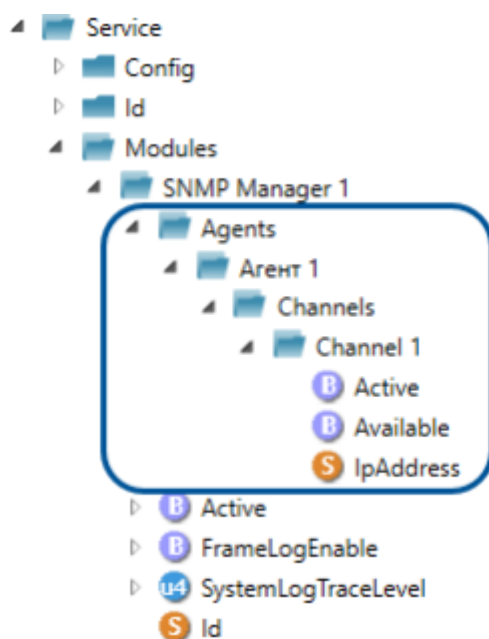 Service
Config
Id
Modules
SNMP Manager 1
Agents
Агент 1
Channels
Channel 1
B Active
B Available
S IpAddress
B Active
B FrameLogEnable
u4 SystemLogTraceLevel
S Id